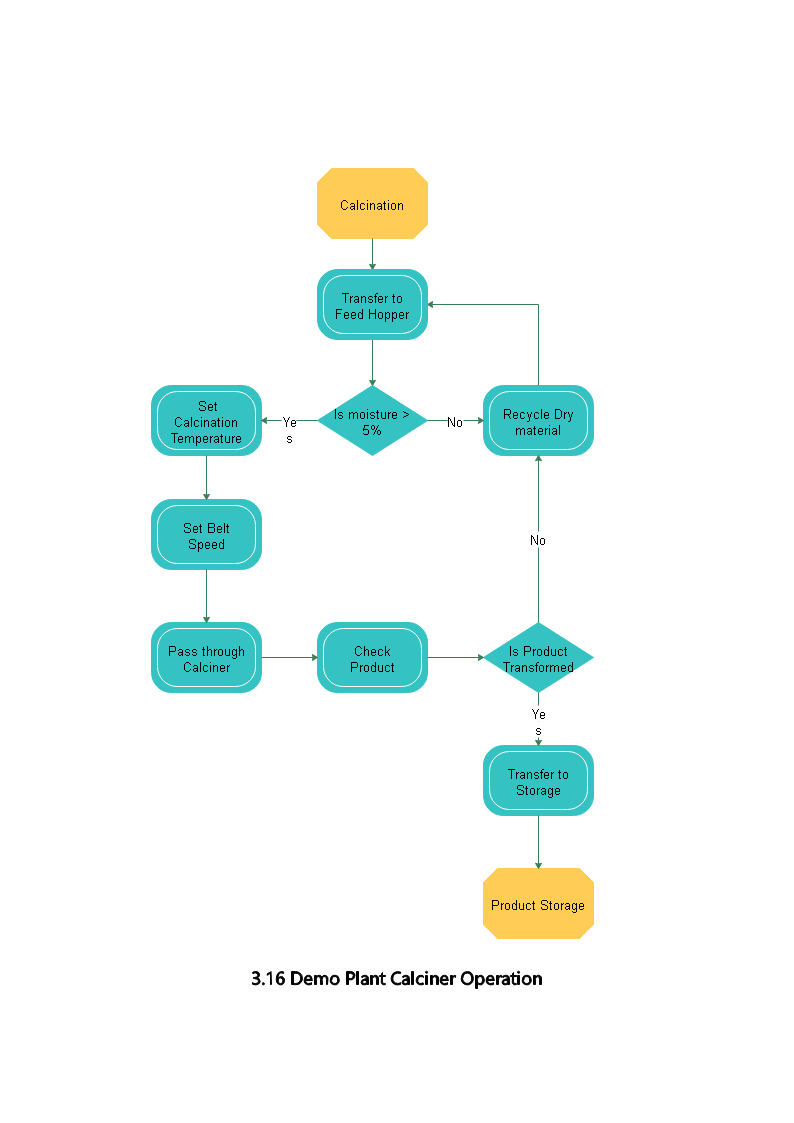 Calcination
Transfer to
Feed Hopper
Set
Calcination
Temperature
Ye
s
Is moisture >
5%
No
Recycle Dry
material
Set Belt
Speed
No
Pass through
Calciner
Check
Product
Is Product
Transformed
Ye
s
Transfer to
Storage
Product Storage
3.16 Demo Plant Calciner Operation